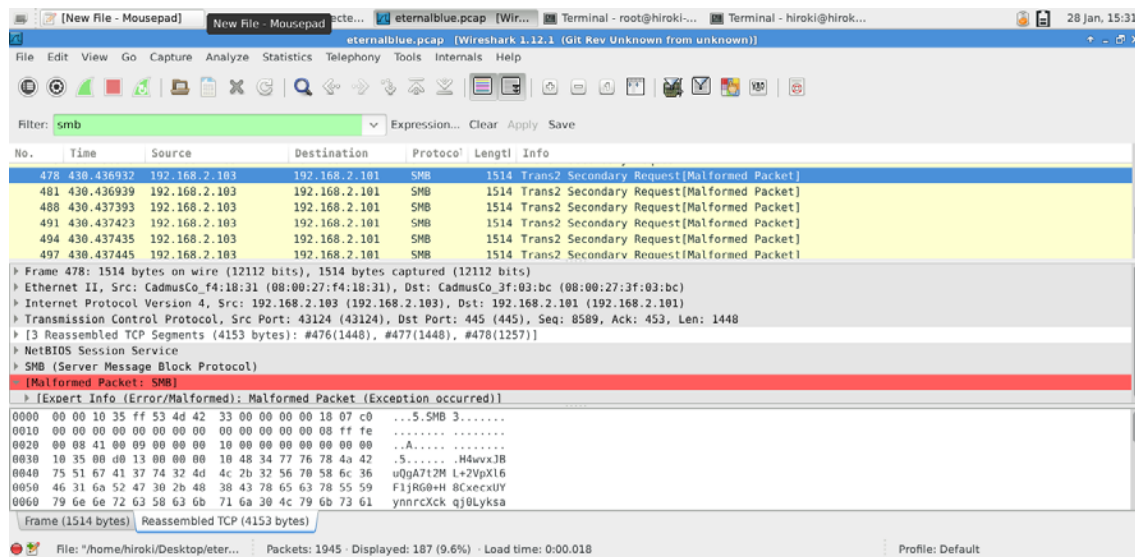 [New File - Mousepad]
New File - Mousepad
ecte...
eternalblue.pcap [Wir...
Terminal - root@hiroki-...
Terminal - hiroki@hirok...
28 Jan, 15:31
eternalblue.pcap [Wireshark 1.12.1 (Git Rev Unknown from unknown)]
File Edit View Go Capture Analyze Statistics Telephony Tools Internals Help
Filter: smb Expression... Clear Apply Save
No. Time Source Destination Protocol Lengtl Info
478 430.436932 192.168.2.103 192.168.2.101 SMB 1514 Trans2 Secondary Request[Malformed Packet]
481 430.436939 192.168.2.103 192.168.2.101 SMB 1514 Trans2 Secondary Request[Malformed Packet]
488 430.437393 192.168.2.103 192.168.2.101 SMB 1514 Trans2 Secondary Request[Malformed Packet]
491 430.437423 192.168.2.103 192.168.2.101 SMB 1514 Trans2 Secondary Request[Malformed Packet]
494 430.437435 192.168.2.103 192.168.2.101 SMB 1514 Trans2 Secondary Request[Malformed Packet]
497 430.437445 192.168.2.103 192.168.2.101 SMB 1514 Trans2 Secondary Request[Malformed Packet]
Frame 478: 1514 bytes on wire (12112 bits), 1514 bytes captured (12112 bits)
Ethernet II, Src: CadmusCo_f4:18:31 (08:00:27:f4:18:31), Dst: CadmusCo_3f:03:bc (08:00:27:3f:03:bc)
Internet Protocol Version 4, Src: 192.168.2.103 (192.168.2.103), Dst: 192.168.2.101 (192.168.2.101)
Transmission Control Protocol, Src Port: 43124 (43124), Dst Port: 445 (445), Seq: 8589, Ack: 453, Len: 1448
[3 Reassembled TCP Segments (4153 bytes): #476(1448), #477(1448), #478(1257)]
NetBIOS Session Service
SMB (Server Message Block Protocol)
[Malformed Packet: SMB]
[Expert Info (Error/Malformed): Malformed Packet (Exception occurred)]
0000 00 00 10 35 ff 53 4d 42 33 00 00 00 00 18 07 c0 ...5.SMB 3.......
0010 00 00 00 00 00 00 00 00 00 00 00 00 00 08 ff fe ........ ........
0020 00 08 41 00 09 00 00 00 10 00 00 00 00 00 00 00 ..A..... ........
0030 10 35 00 d0 13 00 00 00 10 48 34 77 76 78 4a 42 .5...... .H4wvxJB
0040 75 51 67 41 37 74 32 4d 4c 2b 32 56 70 58 6c 36 uQgA7t2M L+2VpXl6
0050 46 31 6a 52 47 30 2b 48 38 43 78 65 63 78 55 59 F1jRG0+H 8CxecxUY
0060 79 6e 6e 72 63 58 63 6b 71 6a 30 4c 79 6b 73 61 ynnrcXck qj0Lyksa
Frame (1514 bytes) Reassembled TCP (4153 bytes)
File: "/home/hiroki/Desktop/eter... Packets: 1945 · Displayed: 187 (9.6%) · Load time: 0:00.018 Profile: Default